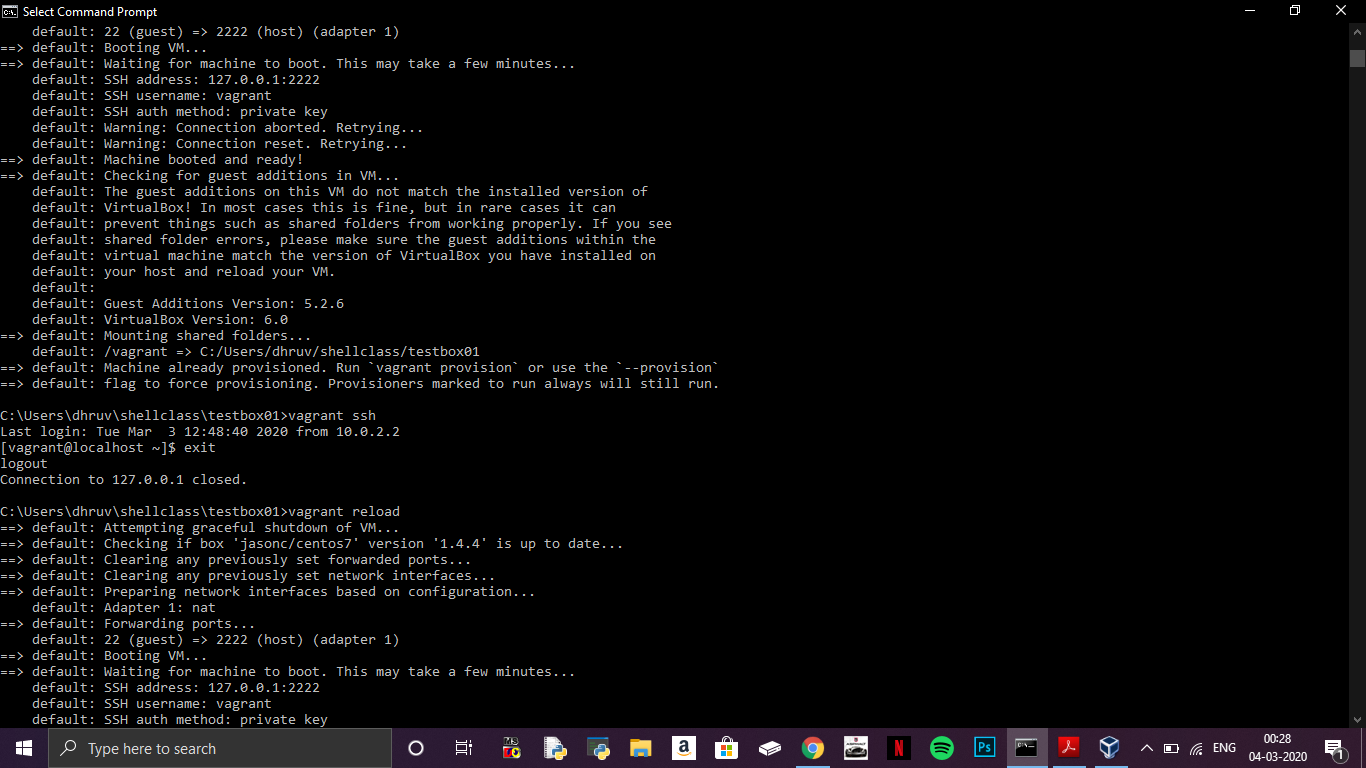 Select Command Prompt
default: 22 (guest) => 2222 (host) (adapter 1)
==> default: Booting VM...
==> default: Waiting for machine to boot. This may take a few minutes...
default: SSH address: 127.0.0.1:2222
default: SSH username: vagrant
default: SSH auth method: private key
default: Warning: Connection aborted. Retrying...
default: Warning: Connection reset. Retrying...
==> default: Machine booted and ready!
==> default: Checking for guest additions in VM...
default: The guest additions on this VM do not match the installed version of
default: VirtualBox! In most cases this is fine, but in rare cases it can
default: prevent things such as shared folders from working properly. If you see
default: shared folder errors, please make sure the guest additions within the
default: virtual machine match the version of VirtualBox you have installed on
default: your host and reload your VM.
default:
default: Guest Additions Version: 5.2.6
default: VirtualBox Version: 6.0
==> default: Mounting shared folders...
default: /vagrant => C:/Users/dhruv/shellclass/testbox01
==> default: Machine already provisioned. Run `vagrant provision` or use the `--provision`
==> default: flag to force provisioning. Provisioners marked to run always will still run.
C:\Users\dhruv\shellclass\testbox01>vagrant ssh
Last login: Tue Mar  3 12:48:40 2020 from 10.0.2.2
[vagrant@localhost ~]$ exit
logout
Connection to 127.0.0.1 closed.
C:\Users\dhruv\shellclass\testbox01>vagrant reload
==> default: Attempting graceful shutdown of VM...
==> default: Checking if box 'jasonc/centos7' version '1.4.4' is up to date...
==> default: Clearing any previously set forwarded ports...
==> default: Clearing any previously set network interfaces...
==> default: Preparing network interfaces based on configuration...
default: Adapter 1: nat
==> default: Forwarding ports...
default: 22 (guest) => 2222 (host) (adapter 1)
==> default: Booting VM...
==> default: Waiting for machine to boot. This may take a few minutes...
default: SSH address: 127.0.0.1:2222
default: SSH username: vagrant
default: SSH auth method: private key
Type here to search
Ps
ENG
00:28
04-03-2020
1